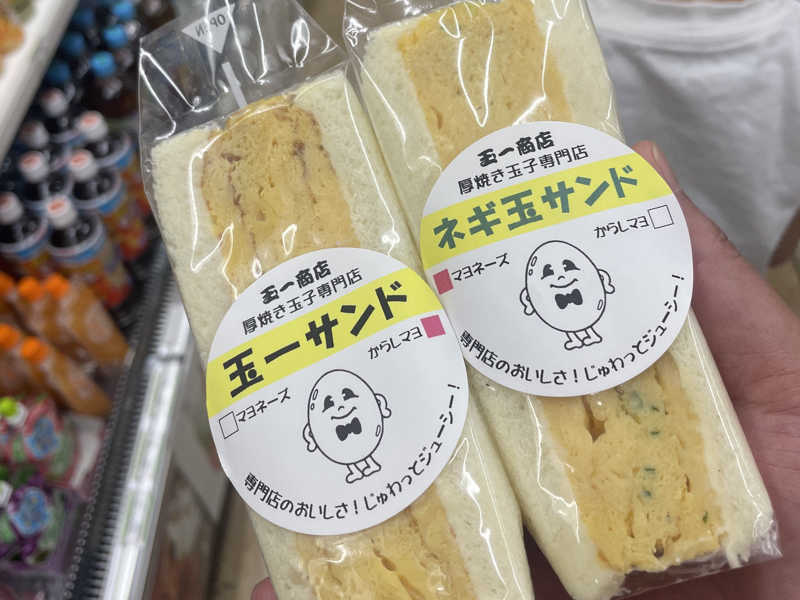 OPEN
玉一商店
厚焼き玉子専門店
玉一サンド
からしマヨ
マヨネーズ
専門店のおいしさ!じゅわっとジューシー!
玉一商店
厚焼き玉子専門店
ネギ玉サンド
からしマヨ
マヨネーズ
専門店のおいしさ!じゅわっとジューシー!